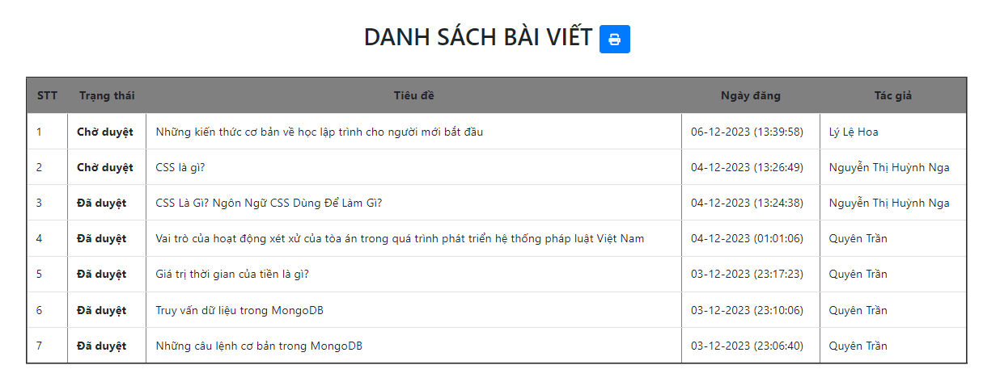 DANH SÁCH BÀI VIẾT
STT Trạng thái Tiêu đề Ngày đăng Tác giả
1 Chờ duyệt Những kiến thức cơ bản về học lập trình cho người mới bắt đầu 06-12-2023 (13:39:58) Lý Lệ Hoa
2 Chờ duyệt CSS là gì? 04-12-2023 (13:26:49) Nguyễn Thị Huỳnh Nga
3 Đã duyệt CSS Là Gì? Ngôn Ngữ CSS Dùng Để Làm Gì? 04-12-2023 (13:24:38) Nguyễn Thị Huỳnh Nga
4 Đã duyệt Vai trò của hoạt động xét xử của tòa án trong quá trình phát triển hệ thống pháp luật Việt Nam 04-12-2023 (01:01:06) Quyên Trần
5 Đã duyệt Giá trị thời gian của tiền là gì? 03-12-2023 (23:17:23) Quyên Trần
6 Đã duyệt Truy vấn dữ liệu trong MongoDB 03-12-2023 (23:10:06) Quyên Trần
7 Đã duyệt Những câu lệnh cơ bản trong MongoDB 03-12-2023 (23:06:40) Quyên Trần